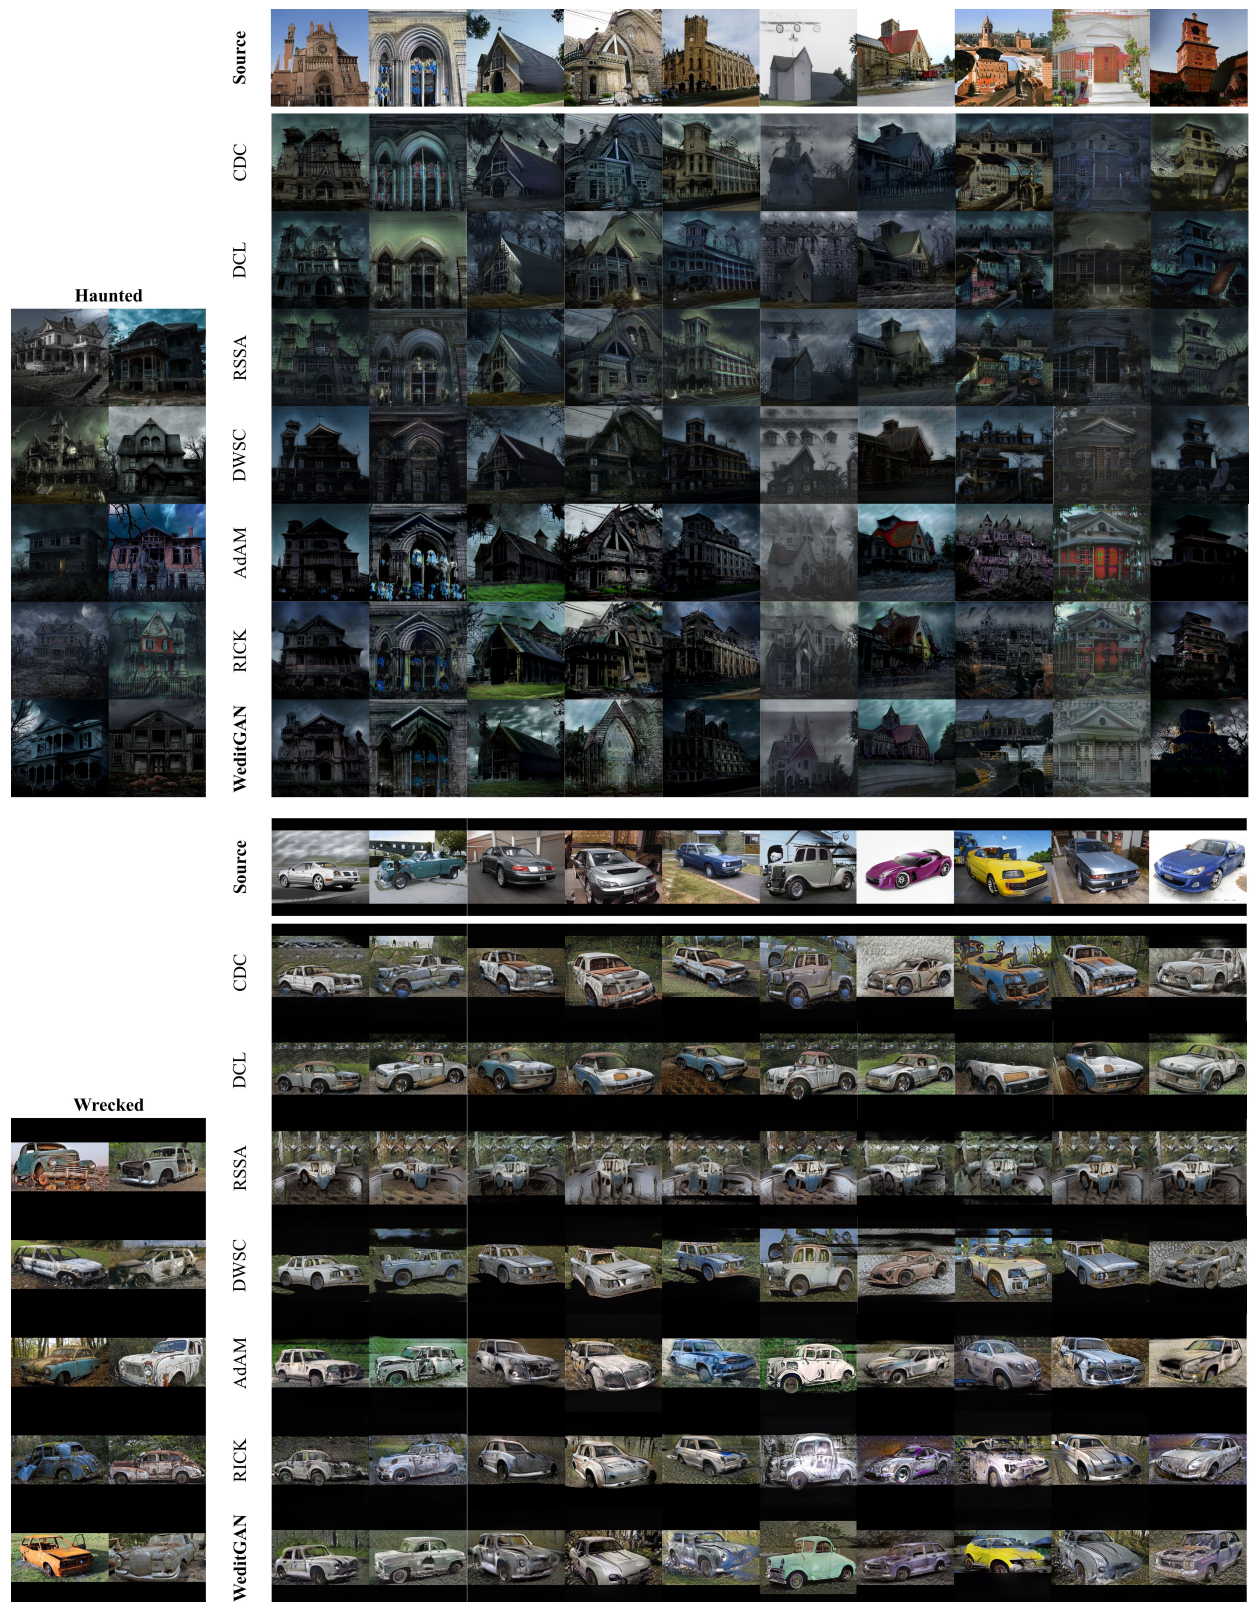 Source
CDC
DCL
Haunted
RSSA
DWSC
AdAM
RICK
WeditGAN
Source
CDC
DCL
Wrecked
RSSA
DWSC
AdAM
RICK
WeditGAN